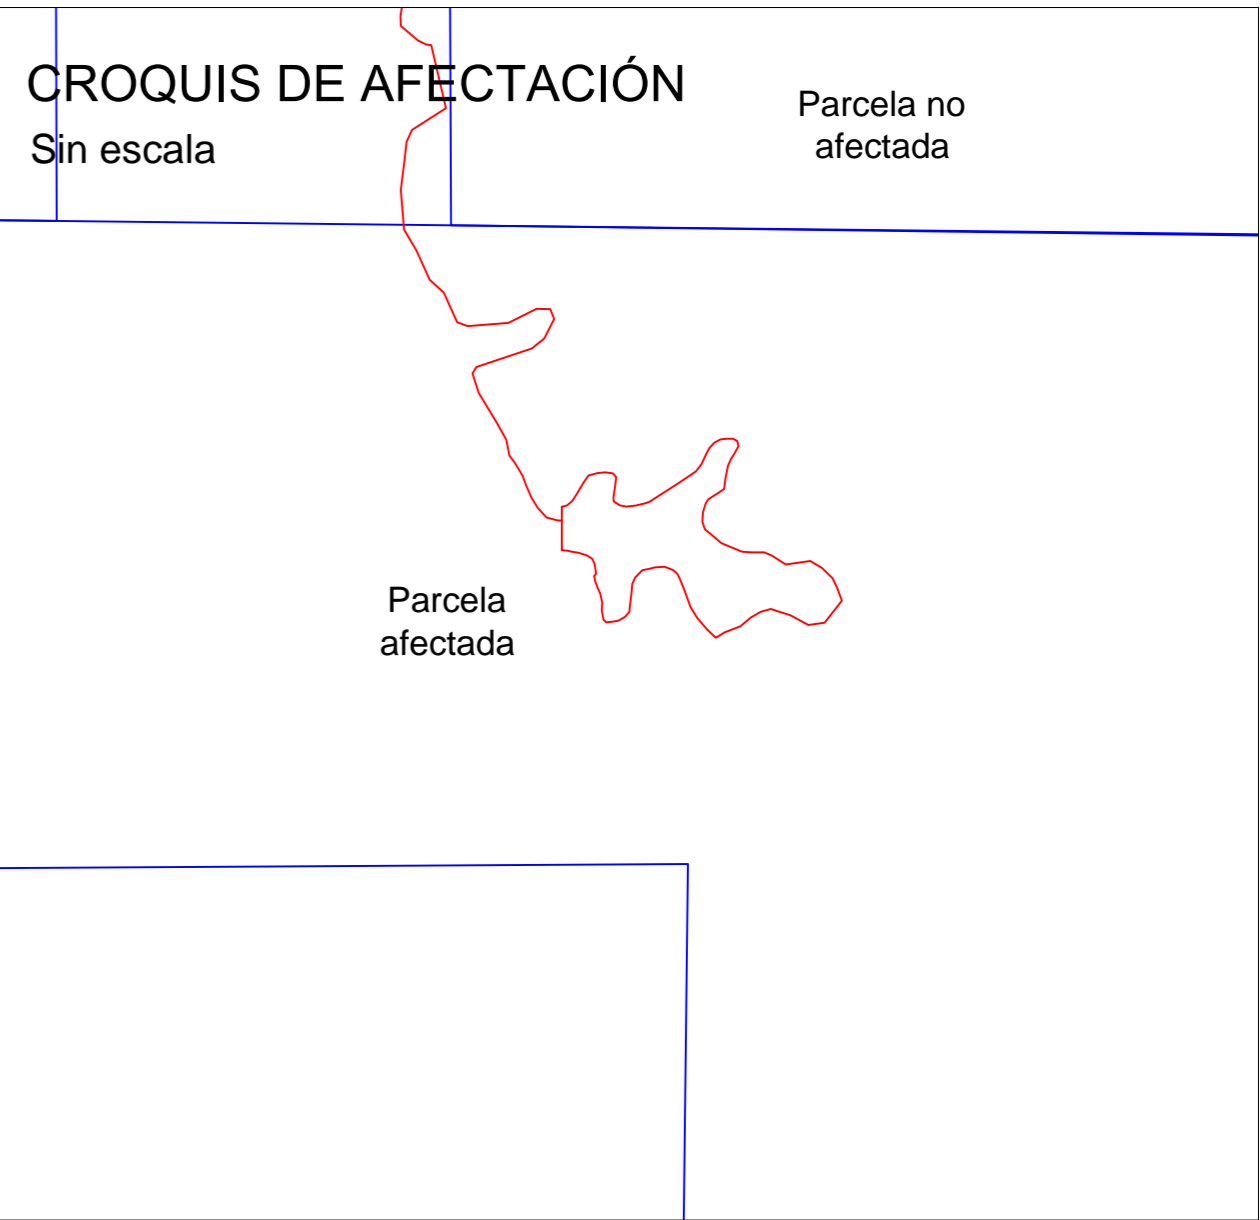 CROQUIS DE AFECTACIÓN
Sin escala
Parcela no
afectada
Parcela
afectada